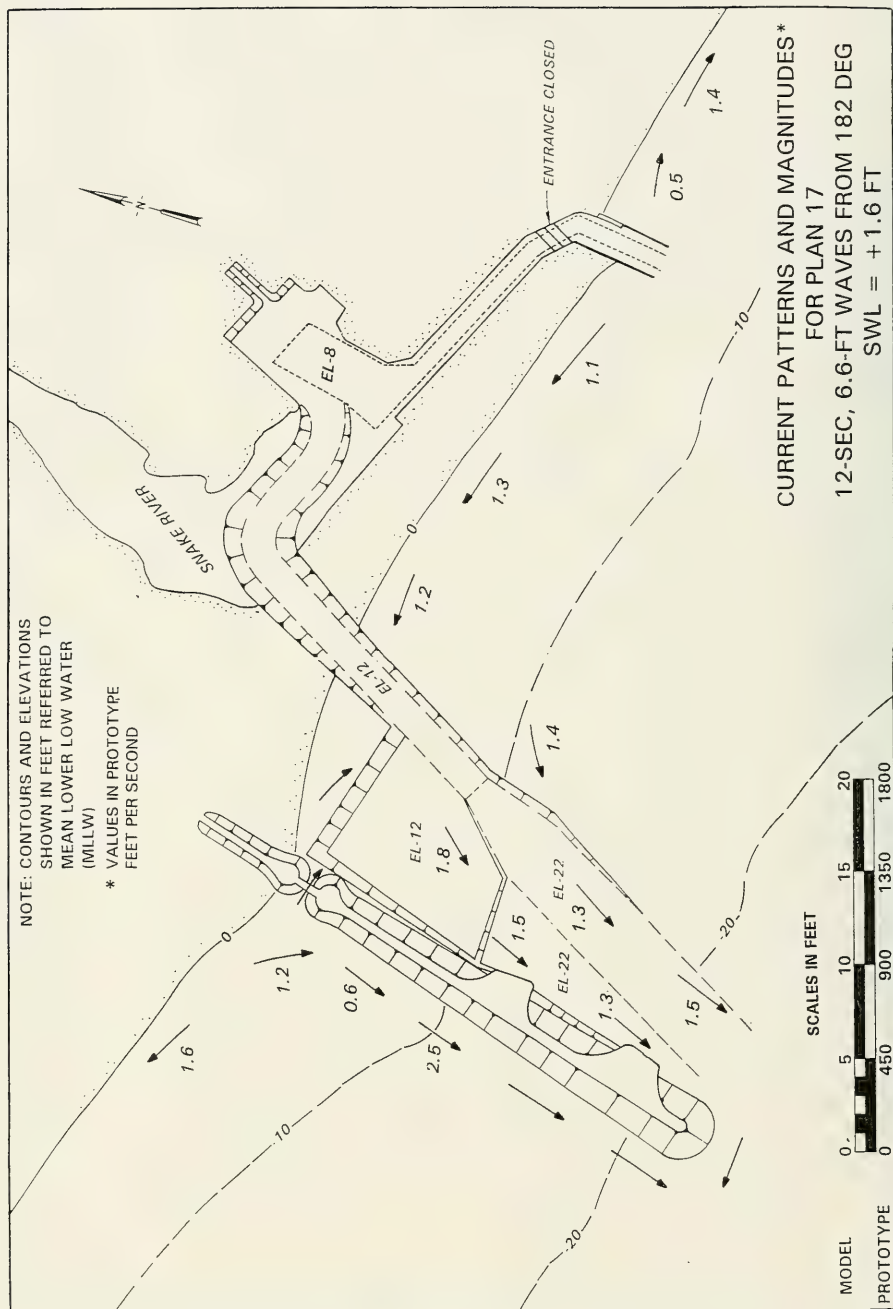 NOTE: CONTOURS AND ELEVATIONS
SHOWN IN FEET REFERRED TO
MEAN LOWER LOW WATER
(MLLW)
* VALUES IN PROTOTYPE
FEET PER SECOND
-N-
SNAKE RIVER
EL-8
ENTRANCE CLOSED
0.5
1.4
1.1
1.3
0
1.2
EL-12
-10
1.4
0
EL-12
1.8
1.2
0.6
1.6
1.5
EL-22
1.3
EL-22
1.3
2.5
1.5
-10
-20
-20
CURRENT PATTERNS AND MAGNITUDES*
FOR PLAN 17
12-SEC, 6.6-FT WAVES FROM 182 DEG
SWL = +1.6 FT
SCALES IN FEET
MODEL 0 5 10 15 20
PROTOTYPE 0 450 900 1350 1800